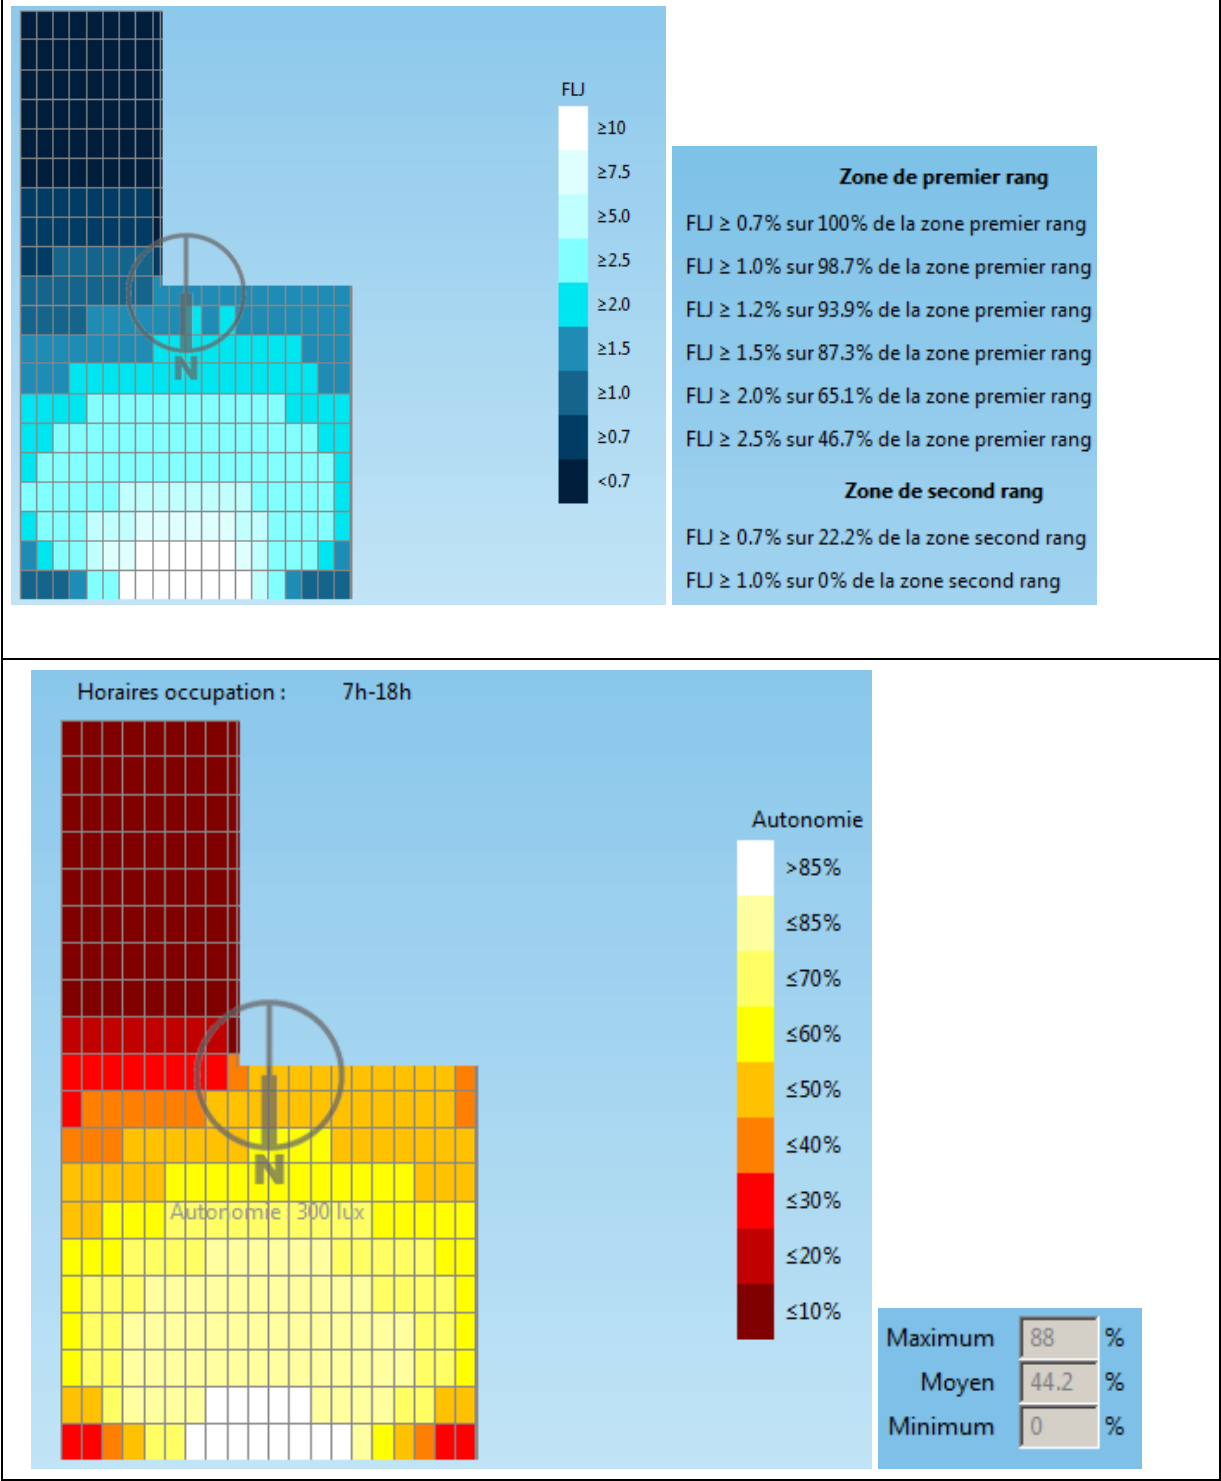 FLJ
≥10
≥7.5
≥5.0
≥2.5
≥2.0
≥1.5
≥1.0
≥0.7
<0.7
N
Zone de premier rang
FLJ ≥ 0.7% sur 100% de la zone premier rang
FLJ ≥ 1.0% sur 98.7% de la zone premier rang
FLJ ≥ 1.2% sur 93.9% de la zone premier rang
FLJ ≥ 1.5% sur 87.3% de la zone premier rang
FLJ ≥ 2.0% sur 65.1% de la zone premier rang
FLJ ≥ 2.5% sur 46.7% de la zone premier rang
Zone de second rang
FLJ ≥ 0.7% sur 22.2% de la zone second rang
FLJ ≥ 1.0% sur 0% de la zone second rang
Horaires occupation : 7h-18h
Autonomie
>85%
≤85%
≤70%
≤60%
≤50%
≤40%
≤30%
≤20%
≤10%
N
Autonomie : 300 lux
Maximum 88 %
Moyen 44.2 %
Minimum 0 %